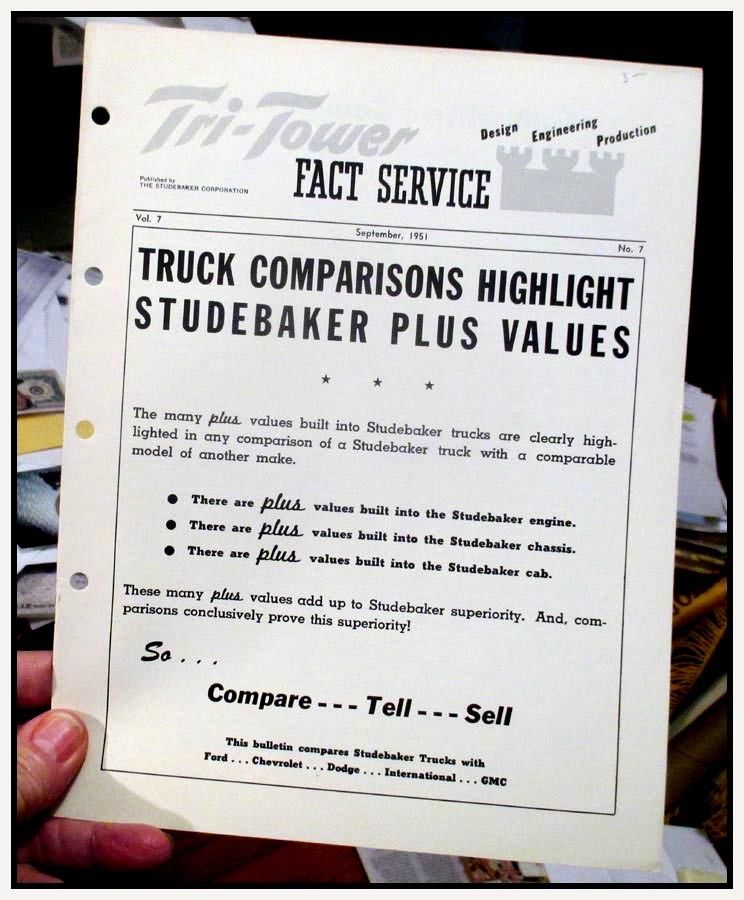 3-
Tri-Tower
Design Engineering Production
FACT SERVICE
Published by
THE STUDEBAKER CORPORATION
Vol. 7
September, 1951
No. 7
TRUCK COMPARISONS HIGHLIGHT
STUDEBAKER PLUS VALUES
The many plus values built into Studebaker trucks are clearly high-
lighted in any comparison of a Studebaker truck with a comparable
model of another make.
● There are plus values built into the Studebaker engine.
● There are plus values built into the Studebaker chassis.
● There are plus values built into the Studebaker cab.
These many plus values add up to Studebaker superiority. And, com-
parisons conclusively prove this superiority!
So . . .
Compare - - - Tell - - - Sell
This bulletin compares Studebaker Trucks with
Ford . . . Chevrolet . . . Dodge . . . International . . . GMC